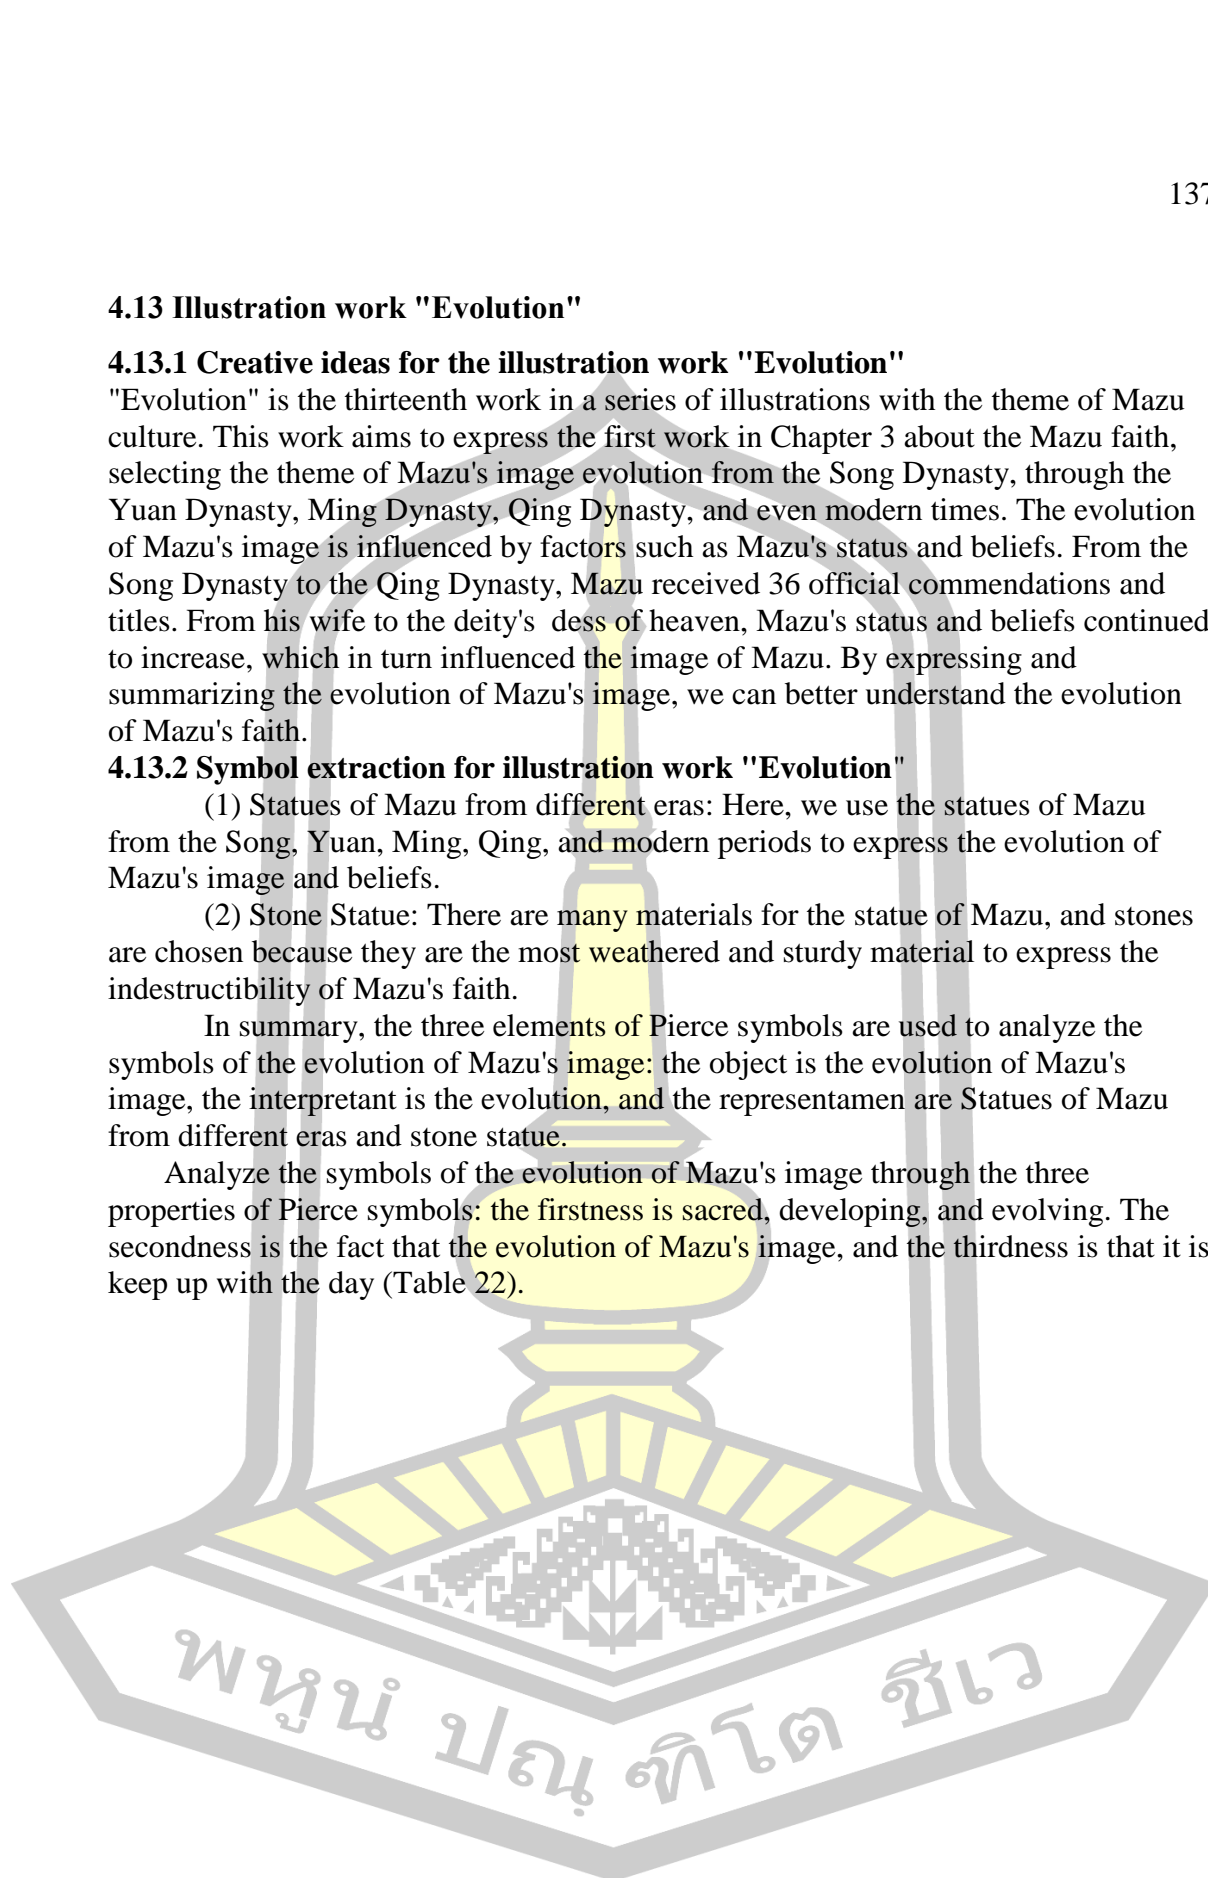 137
4.13 Illustration work "Evolution"
4.13.1 Creative ideas for the illustration work "Evolution"
"Evolution" is the thirteenth work in a series of illustrations with the theme of Mazu
culture. This work aims to express the first work in Chapter 3 about the Mazu faith,
selecting the theme of Mazu's image evolution from the Song Dynasty, through the
Yuan Dynasty, Ming Dynasty, Qing Dynasty, and even modern times. The evolution
of Mazu's image is influenced by factors such as Mazu's status and beliefs. From the
Song Dynasty to the Qing Dynasty, Mazu received 36 official commendations and
titles. From his wife to the deity's  dess of heaven, Mazu's status and beliefs continued
to increase, which in turn influenced the image of Mazu. By expressing and
summarizing the evolution of Mazu's image, we can better understand the evolution
of Mazu's faith.
4.13.2 Symbol extraction for illustration work "Evolution"
(1) Statues of Mazu from different eras: Here, we use the statues of Mazu
from the Song, Yuan, Ming, Qing, and modern periods to express the evolution of
Mazu's image and beliefs.
(2) Stone Statue: There are many materials for the statue of Mazu, and stones
are chosen because they are the most weathered and sturdy material to express the
indestructibility of Mazu's faith.
In summary, the three elements of Pierce symbols are used to analyze the
symbols of the evolution of Mazu's image: the object is the evolution of Mazu's
image, the interpretant is the evolution, and the representamen are Statues of Mazu
from different eras and stone statue.
Analyze the symbols of the evolution of Mazu's image through the three
properties of Pierce symbols: the firstness is sacred, developing, and evolving. The
secondness is the fact that the evolution of Mazu's image, and the thirdness is that it is
keep up with the day (Table 22).
พหูนํ ปณฺฑิโต ชีเว